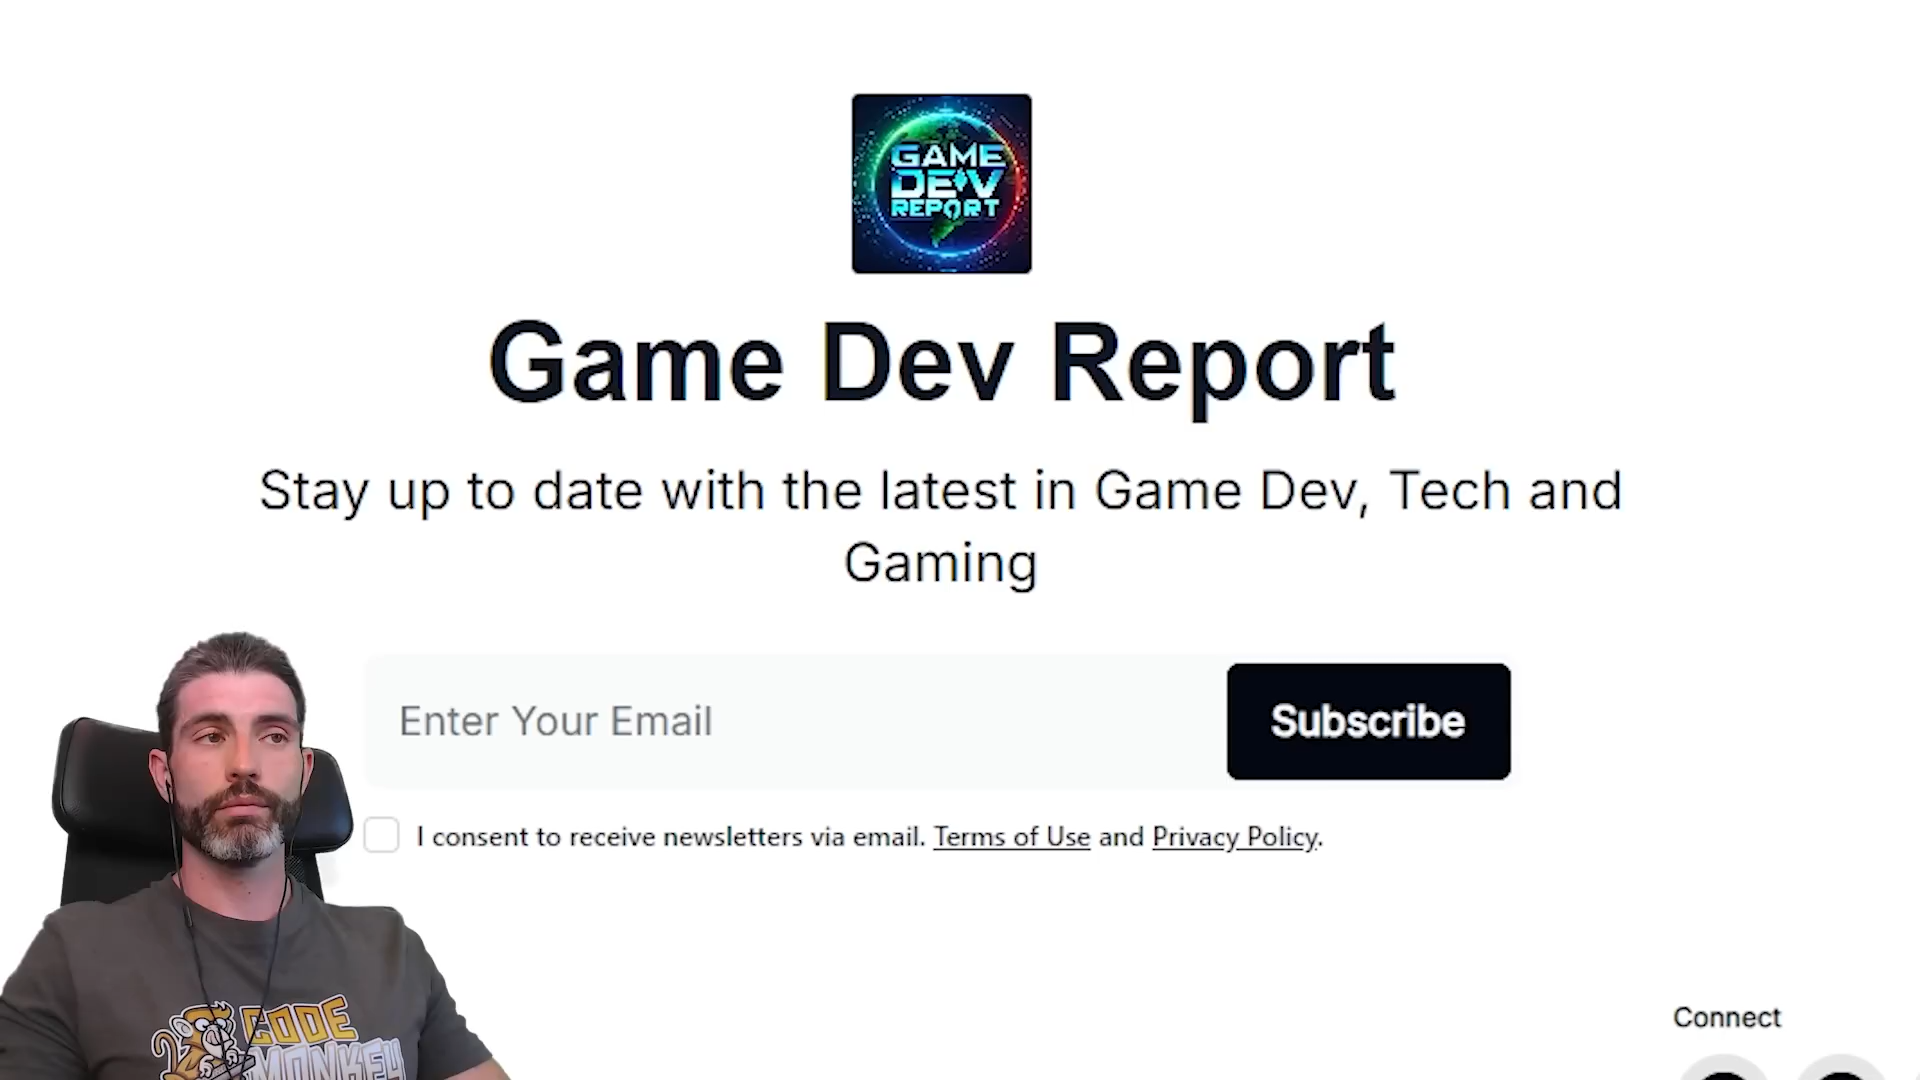 GAME
DEV
REPORT
Game Dev Report
Stay up to date with the latest in Game Dev, Tech and
Gaming
Enter Your Email
Subscribe
I consent to receive newsletters via email. Terms of Use and Privacy Policy.
CODE
MONKEY
Connect